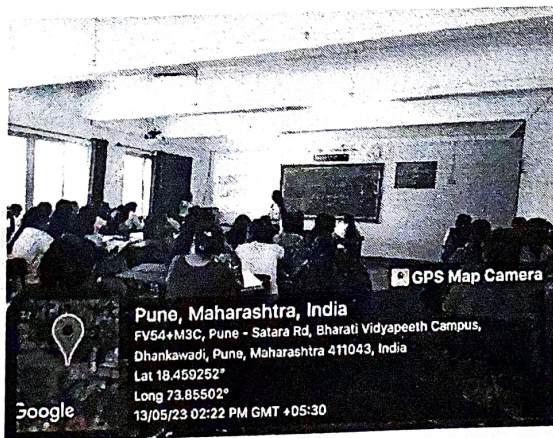 GPS Map Camera
Pune, Maharashtra, India
FV54+M3C, Pune - Satara Rd, Bharati Vidyapeeth Campus,
Dhankawadi, Pune, Maharashtra 411043, India
Lat 18.459252°
Long 73.85502°
13/05/23 02:22 PM GMT +05:30
Google